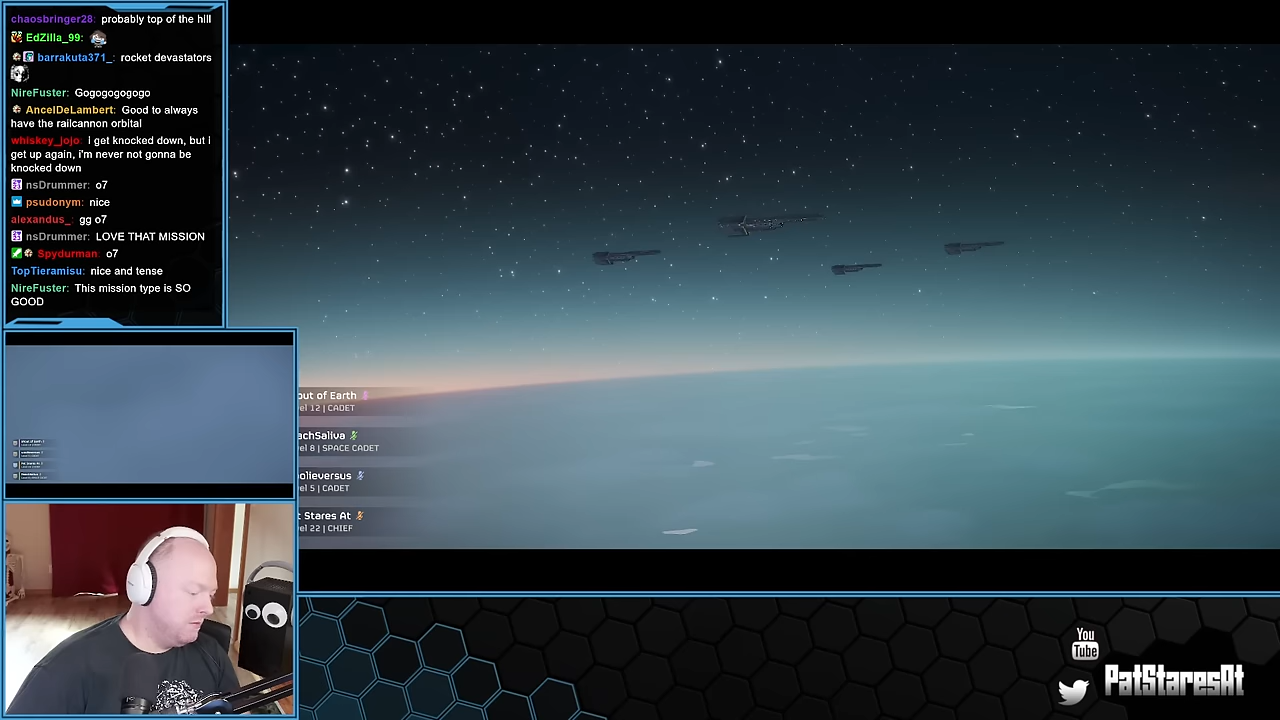 chaosbringer28: probably top of the hill
EdZilla_99:
barrakuta371_: rocket devastators
NireFuster: Gogogogogogo
AncelDeLambert: Good to always
have the railcannon orbital
whiskey_jojo: I get knocked down, but I
get up again, i'm never not gonna be
knocked down
nsDrummer: o7
psudonym: nice
alexandus_: gg o7
nsDrummer: LOVE THAT MISSION
Spydurman: o7
TopTieramisu: nice and tense
NireFuster: This mission type is SO
GOOD
out of Earth
el 12 | CADET
achSaliva
el 8 | SPACE CADET
olieversus
el 5 | CADET
t Stares At
el 22 | CHIEF
You
Tube
PatStaresAt